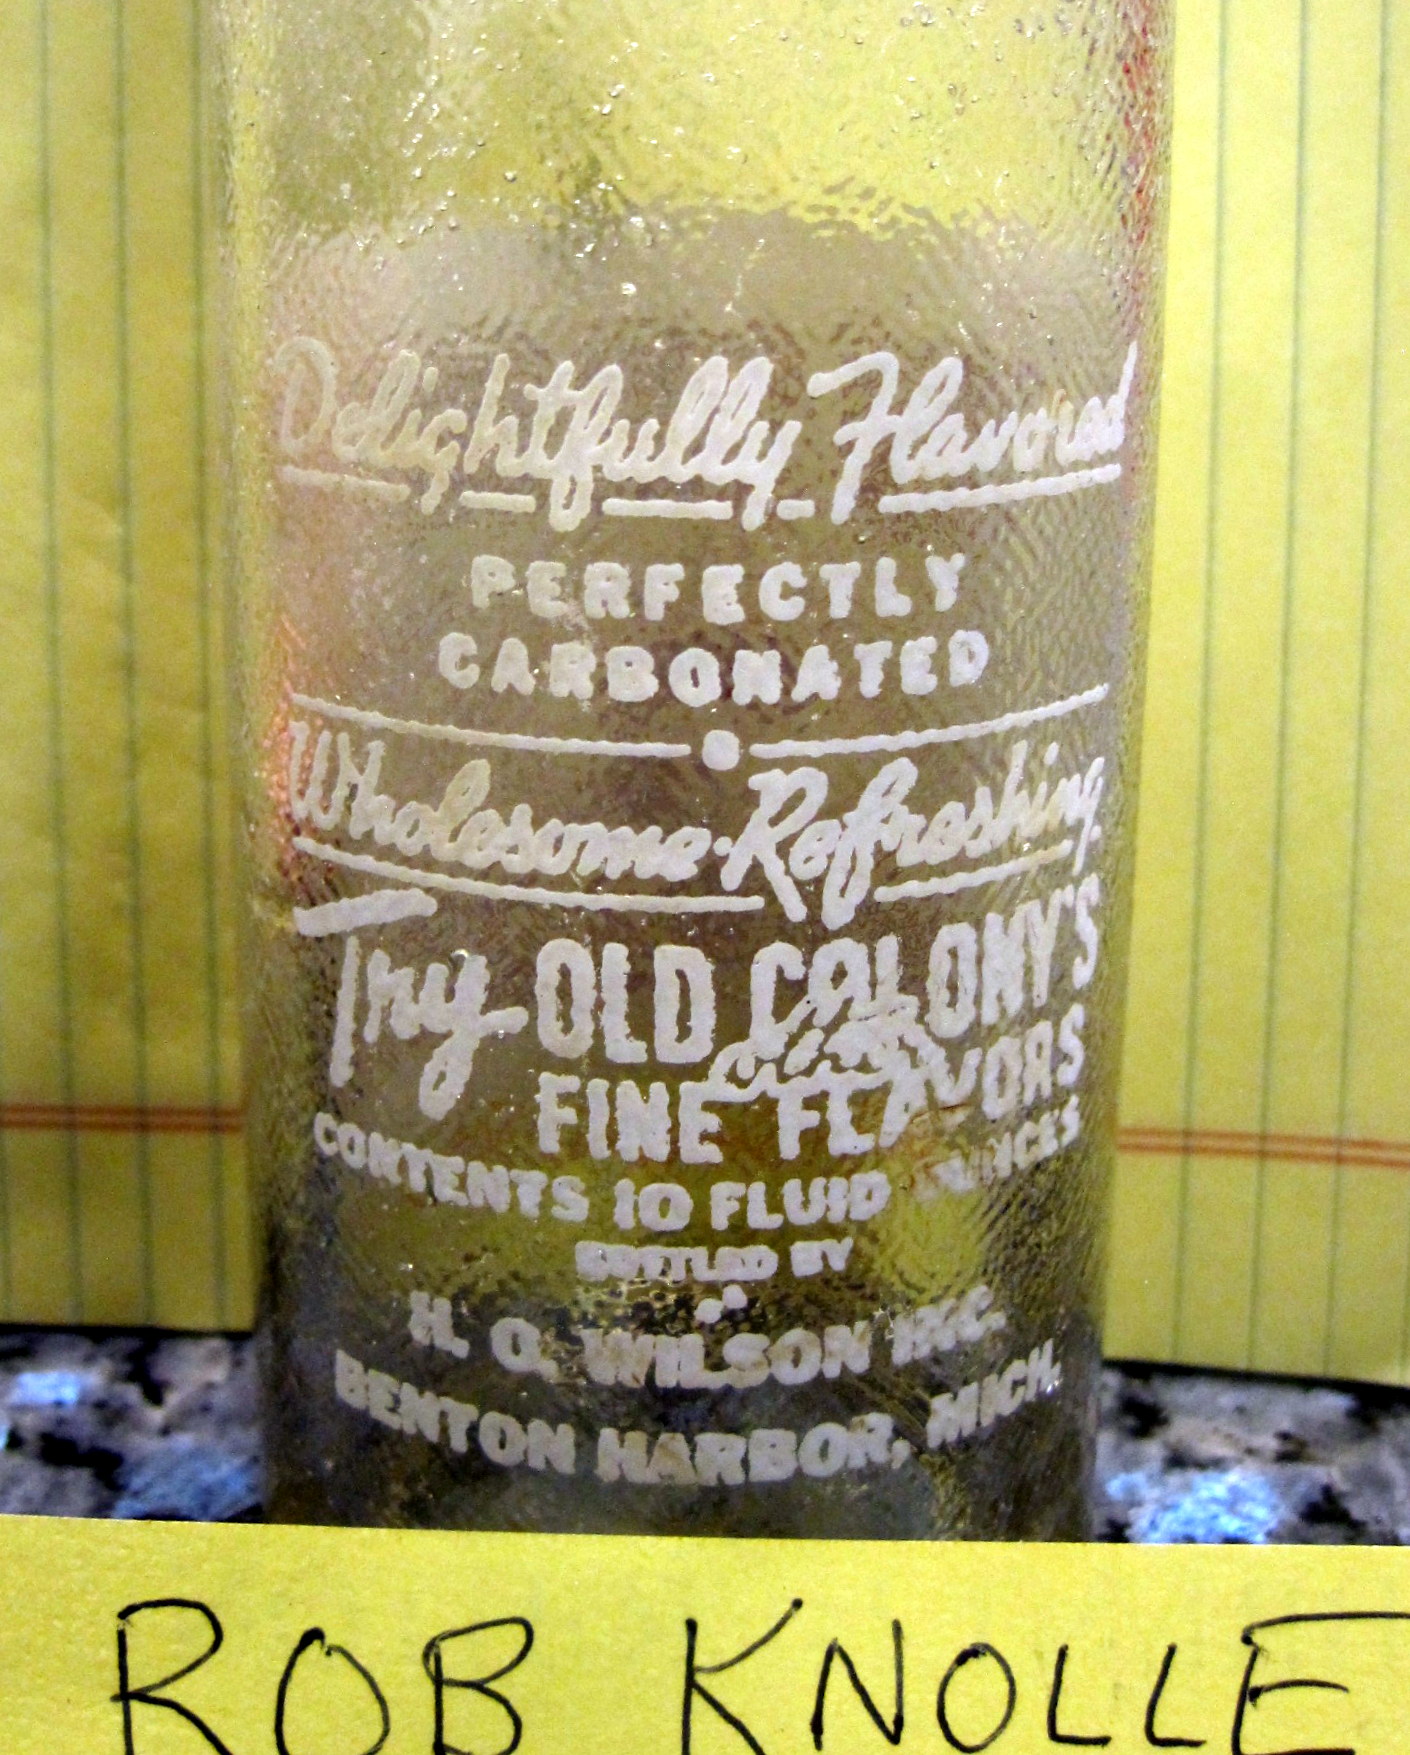 Delightfully Flavored
PERFECTLY
CARBONATED
Wholesome · Refreshing
Try OLD COLONY'S
FINE FLAVORS
CONTENTS 10 FLUID OUNCES
BOTTLED BY
H. O. WILSON INC.
BENTON HARBOR, MICH.
ROB KNOLLE